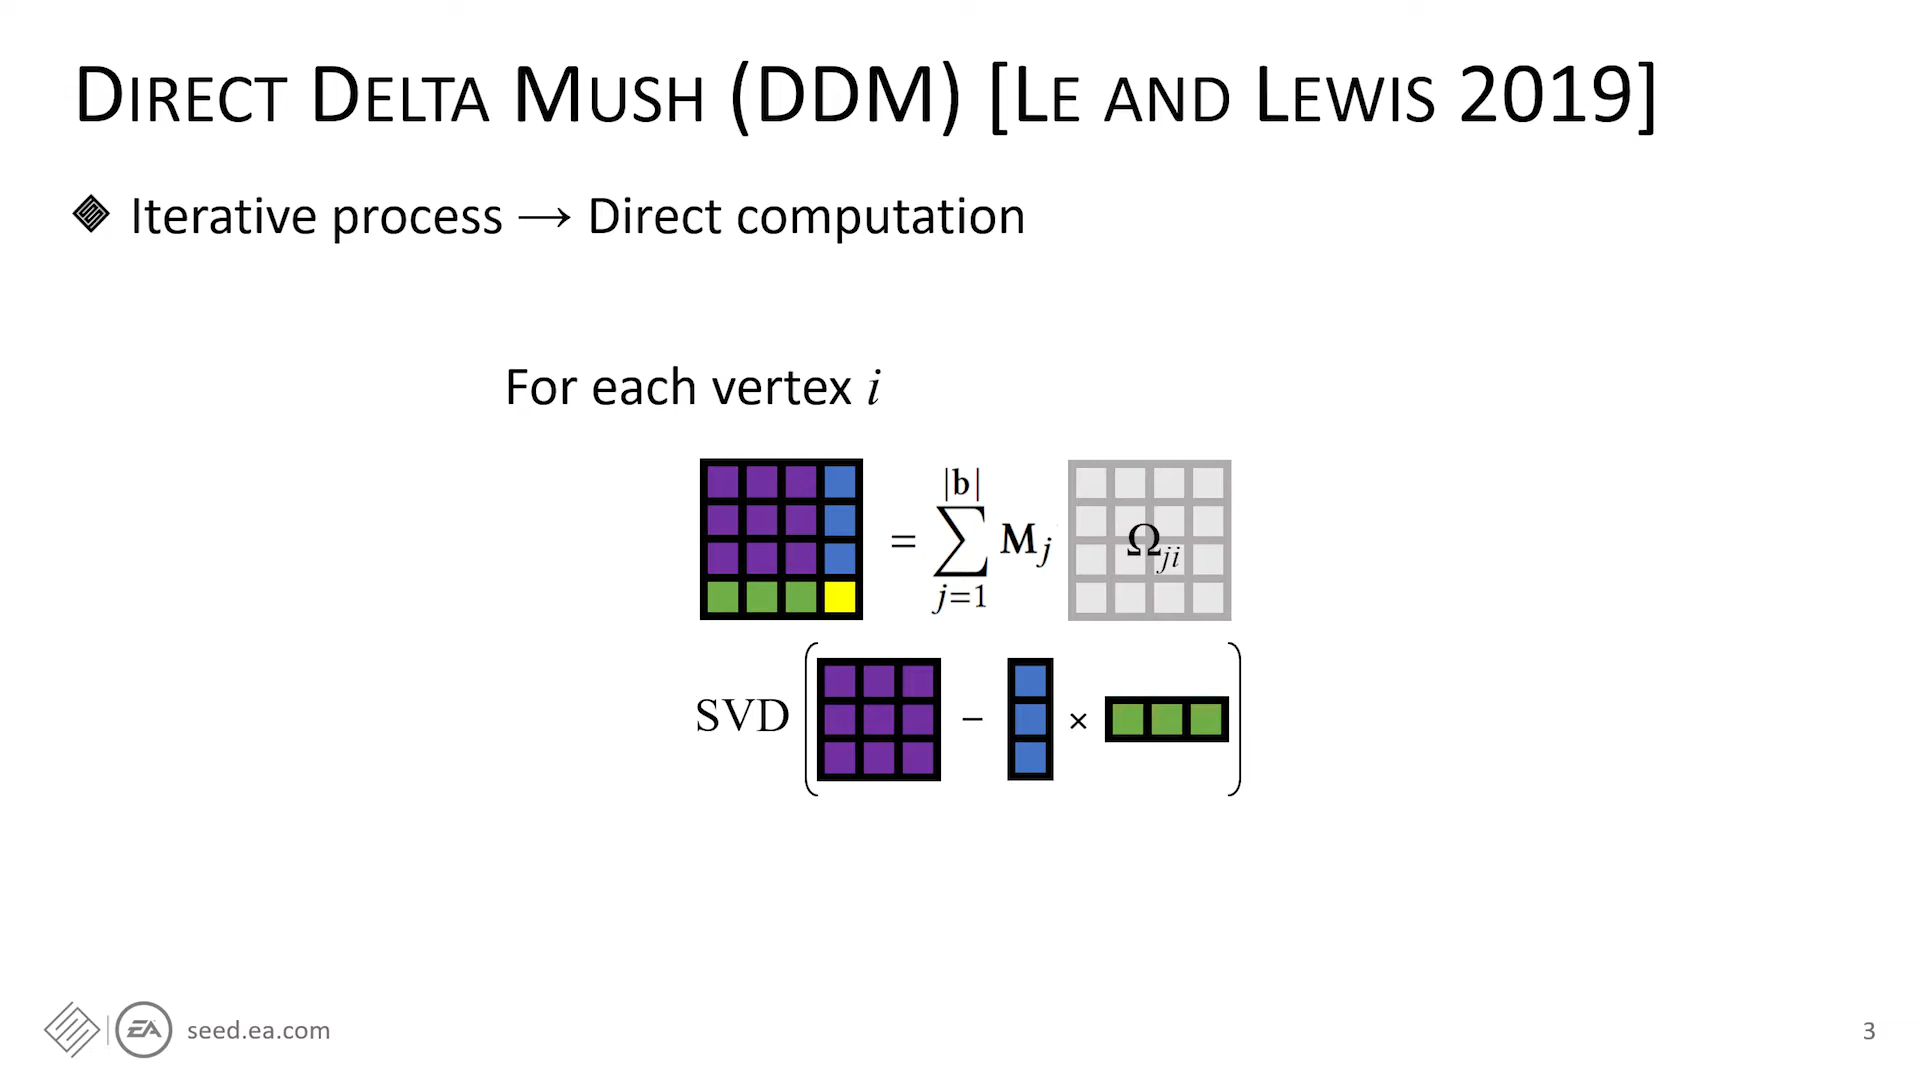 DIRECT DELTA MUSH (DDM) [LE AND LEWIS 2019]
Iterative process → Direct computation
For each vertex i
= |b| ∑ j=1 Mj Ωji
SVD ( − × )
EA seed.ea.com
3